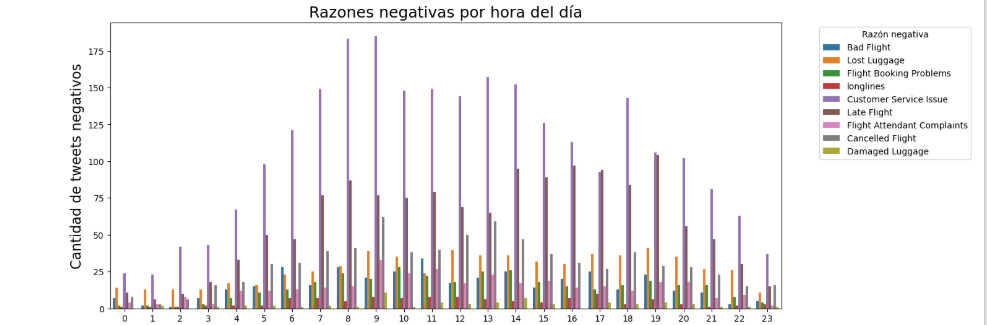 Razones negativas por hora del día
Cantidad de tweets negativos
175
150
125
100
75
50
25
0
0 1 2 3 4 5 6 7 8 9 10 11 12 13 14 15 16 17 18 19 20 21 22 23
Razón negativa
Bad Flight
Lost Luggage
Flight Booking Problems
longlines
Customer Service Issue
Late Flight
Flight Attendant Complaints
Cancelled Flight
Damaged Luggage